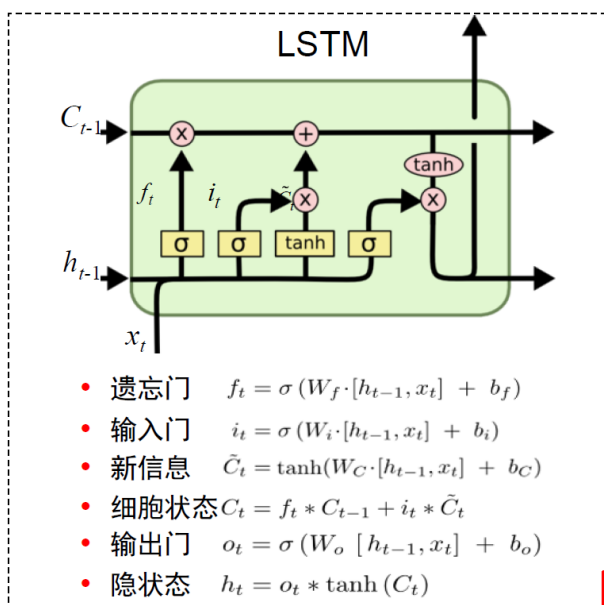 LSTM
C_{t-1}
x
+
tanh
f_t
i_t
C̃_t
x
x
σ
σ
tanh
σ
h_{t-1}
x_t
• 遗忘门 f_t = σ (W_f·[h_{t-1}, x_t] + b_f)
• 输入门 i_t = σ (W_i·[h_{t-1}, x_t] + b_i)
• 新信息 C̃_t = tanh(W_C·[h_{t-1}, x_t] + b_C)
• 细胞状态 C_t = f_t * C_{t-1} + i_t * C̃_t
• 输出门 o_t = σ (W_o [h_{t-1}, x_t] + b_o)
• 隐状态 h_t = o_t * tanh (C_t)